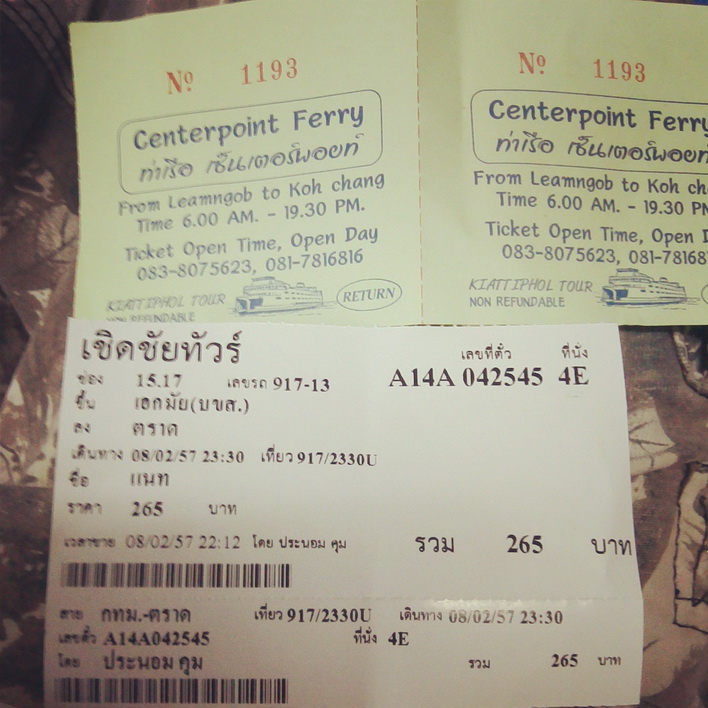 No 1193
Centerpoint Ferry
ท่าเรือ เซ็นเตอร์พอยท์
From Leamngob to Koh chang
Time 6.00 AM. - 19.30 PM.
Ticket Open Time, Open Day
083-8075623, 081-7816816
KIATTIPHOL TOUR
NON REFUNDABLE
RETURN
No 1193
Centerpoint Ferry
ท่าเรือ เซ็นเตอร์พอยท์
From Leamngob to Koh ch
Time 6.00 AM. - 19.30 PM
Ticket Open Time, Open D
083-8075623, 081-7816
KIATTIPHOL TOUR
NON REFUNDABLE
เชิดชัยทัวร์
เลขที่ตั๋ว ที่นั่ง
A14A 042545 4E
ช่อง 15.17 เลขรถ 917-13
ขึ้น เอกมัย(บขส.)
ลง ตราด
เดินทาง 08/02/57 23:30 เที่ยว 917/2330U
ชื่อ แนท
ราคา 265 บาท
เวลาขาย 08/02/57 22:12 โดย ประนอม คุม
รวม 265 บาท
สาย กทม.-ตราด เที่ยว 917/2330U เดินทาง 08/02/57 23:30
เลขตั๋ว A14A042545 ที่นั่ง 4E
โดย ประนอม คุม รวม 265 บาท